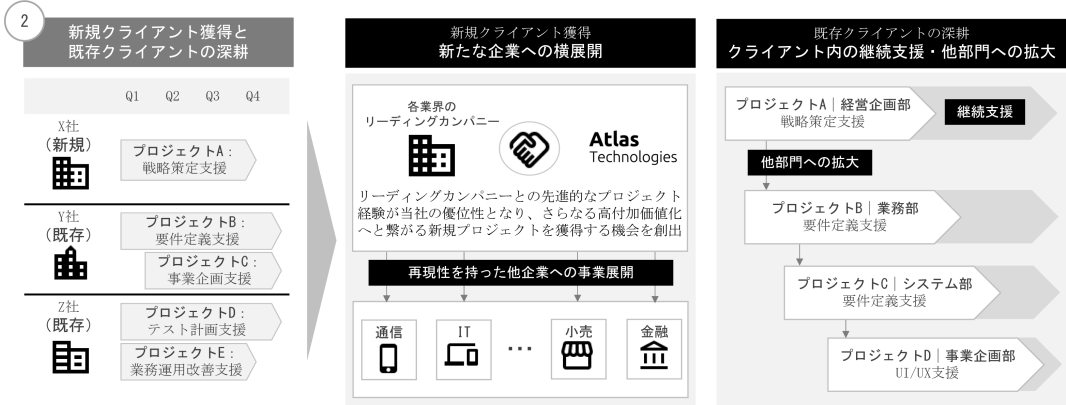 2
新規クライアント獲得と
既存クライアントの深耕
Q1 Q2 Q3 Q4
X社
(新規)
プロジェクトA:
戦略策定支援
Y社
(既存)
プロジェクトB:
要件定義支援
プロジェクトC:
事業企画支援
Z社
(既存)
プロジェクトD:
テスト計画支援
プロジェクトE:
業務運用改善支援
新規クライアント獲得
新たな企業への横展開
各業界の
リーディングカンパニー
Atlas
Technologies
リーディングカンパニーとの先進的なプロジェクト
経験が当社の優位性となり、さらなる高付加価値化
へと繋がる新規プロジェクトを獲得する機会を創出
再現性を持った他企業への事業展開
通信
IT
...
小売
金融
既存クライアントの深耕
クライアント内の継続支援・他部門への拡大
プロジェクトA|経営企画部
戦略策定支援
継続支援
他部門への拡大
プロジェクトB|業務部
要件定義支援
プロジェクトC|システム部
要件定義支援
プロジェクトD|事業企画部
UI/UX支援